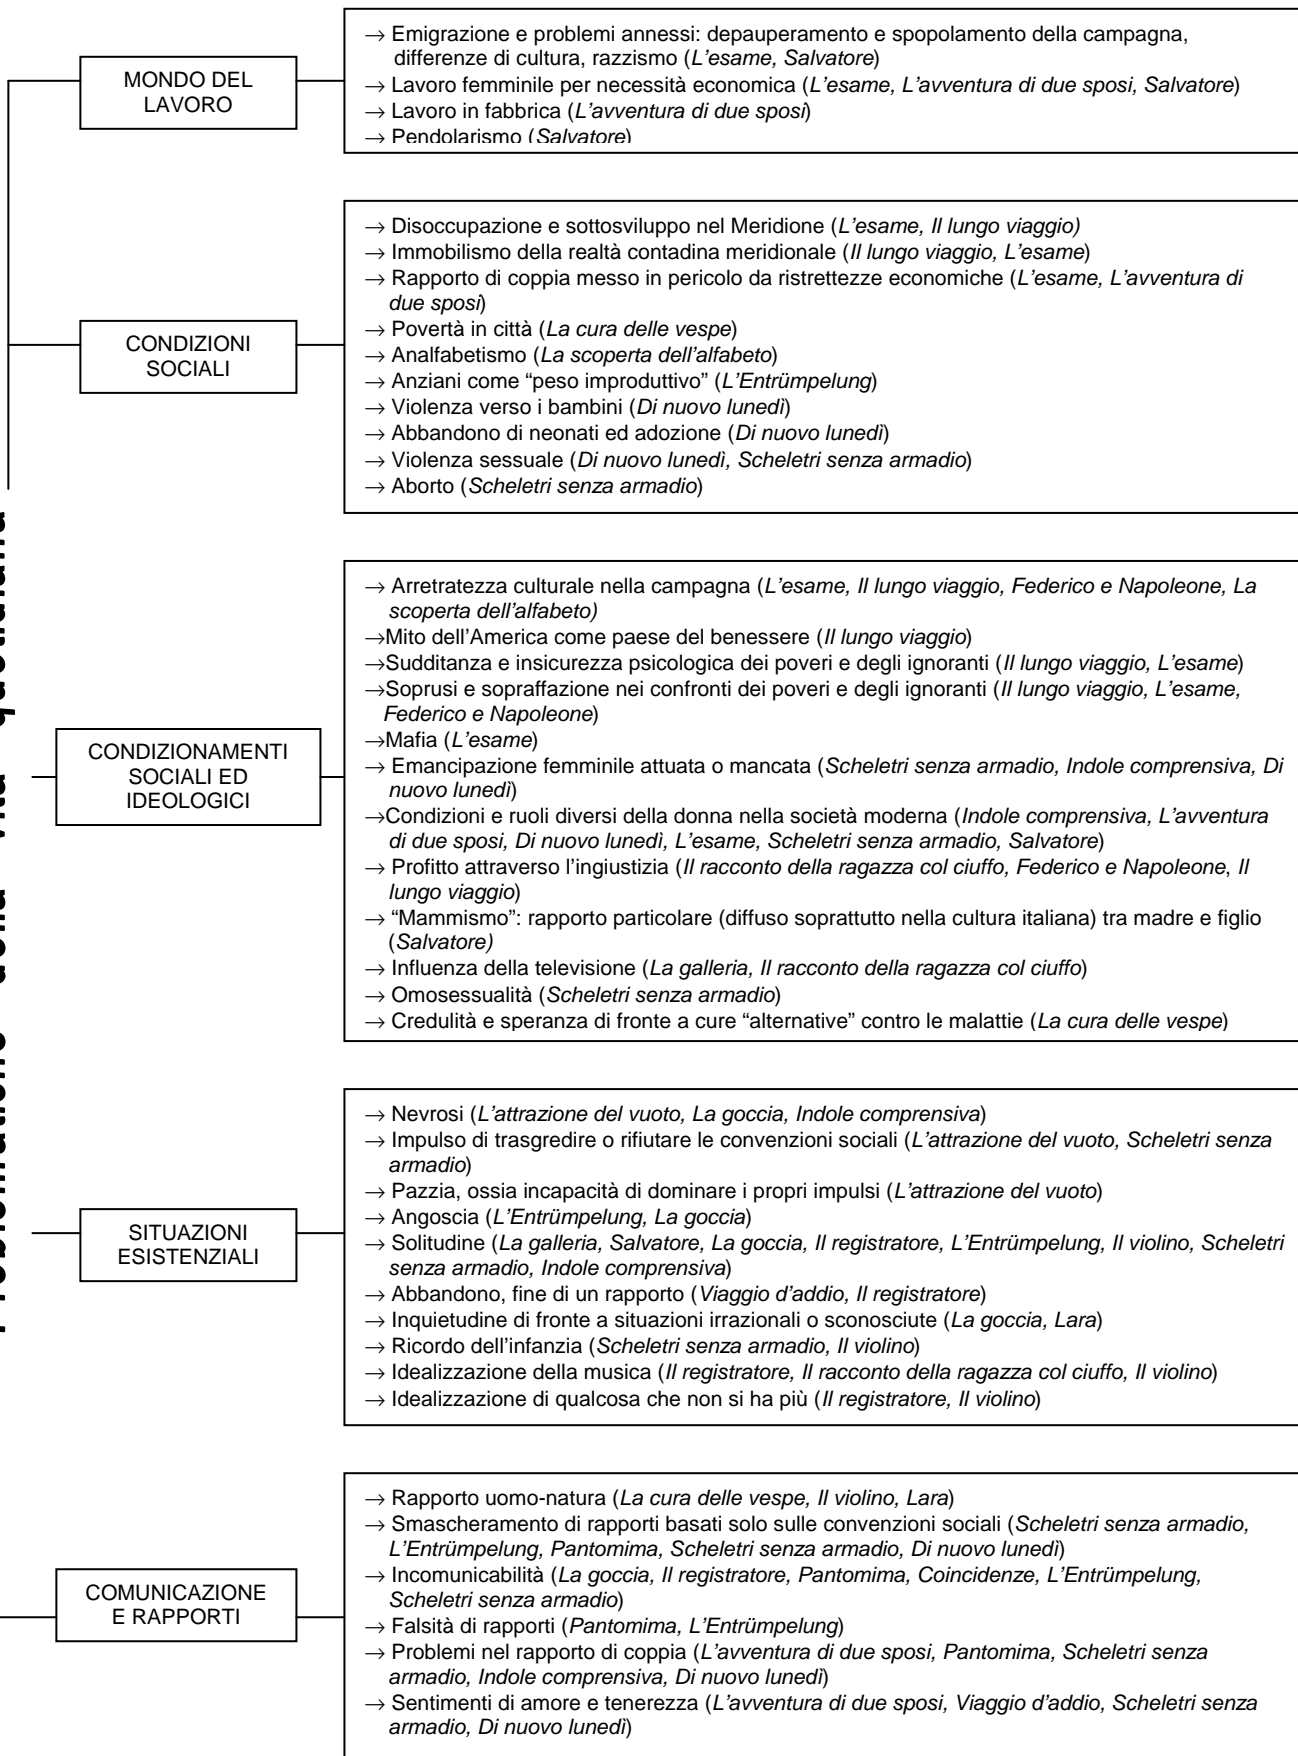 MONDO DEL
LAVORO
→ Emigrazione e problemi annessi: depauperamento e spopolamento della campagna,
differenze di cultura, razzismo (L'esame, Salvatore)
→ Lavoro femminile per necessità economica (L'esame, L'avventura di due sposi, Salvatore)
→ Lavoro in fabbrica (L'avventura di due sposi)
→ Pendolarismo (Salvatore)
CONDIZIONI
SOCIALI
→ Disoccupazione e sottosviluppo nel Meridione (L'esame, Il lungo viaggio)
→ Immobilismo della realtà contadina meridionale (Il lungo viaggio, L'esame)
→ Rapporto di coppia messo in pericolo da ristrettezze economiche (L'esame, L'avventura di
due sposi)
→ Povertà in città (La cura delle vespe)
→ Analfabetismo (La scoperta dell'alfabeto)
→ Anziani come “peso improduttivo” (L'Entrümpelung)
→ Violenza verso i bambini (Di nuovo lunedì)
→ Abbandono di neonati ed adozione (Di nuovo lunedì)
→ Violenza sessuale (Di nuovo lunedì, Scheletri senza armadio)
→ Aborto (Scheletri senza armadio)
CONDIZIONAMENTI
SOCIALI ED
IDEOLOGICI
→ Arretratezza culturale nella campagna (L'esame, Il lungo viaggio, Federico e Napoleone, La
scoperta dell'alfabeto)
→Mito dell'America come paese del benessere (Il lungo viaggio)
→Sudditanza e insicurezza psicologica dei poveri e degli ignoranti (Il lungo viaggio, L'esame)
→Soprusi e sopraffazione nei confronti dei poveri e degli ignoranti (Il lungo viaggio, L'esame,
Federico e Napoleone)
→Mafia (L'esame)
→ Emancipazione femminile attuata o mancata (Scheletri senza armadio, Indole comprensiva, Di
nuovo lunedì)
→Condizioni e ruoli diversi della donna nella società moderna (Indole comprensiva, L'avventura
di due sposi, Di nuovo lunedì, L'esame, Scheletri senza armadio, Salvatore)
→ Profitto attraverso l'ingiustizia (Il racconto della ragazza col ciuffo, Federico e Napoleone, Il
lungo viaggio)
→ “Mammismo”: rapporto particolare (diffuso soprattutto nella cultura italiana) tra madre e figlio
(Salvatore)
→ Influenza della televisione (La galleria, Il racconto della ragazza col ciuffo)
→ Omosessualità (Scheletri senza armadio)
→ Credulità e speranza di fronte a cure “alternative” contro le malattie (La cura delle vespe)
SITUAZIONI
ESISTENZIALI
→ Nevrosi (L'attrazione del vuoto, La goccia, Indole comprensiva)
→ Impulso di trasgredire o rifiutare le convenzioni sociali (L'attrazione del vuoto, Scheletri senza
armadio)
→ Pazzia, ossia incapacità di dominare i propri impulsi (L'attrazione del vuoto)
→ Angoscia (L'Entrümpelung, La goccia)
→ Solitudine (La galleria, Salvatore, La goccia, Il registratore, L'Entrümpelung, Il violino, Scheletri
senza armadio, Indole comprensiva)
→ Abbandono, fine di un rapporto (Viaggio d'addio, Il registratore)
→ Inquietudine di fronte a situazioni irrazionali o sconosciute (La goccia, Lara)
→ Ricordo dell'infanzia (Scheletri senza armadio, Il violino)
→ Idealizzazione della musica (Il registratore, Il racconto della ragazza col ciuffo, Il violino)
→ Idealizzazione di qualcosa che non si ha più (Il registratore, Il violino)
COMUNICAZIONE
E RAPPORTI
→ Rapporto uomo-natura (La cura delle vespe, Il violino, Lara)
→ Smascheramento di rapporti basati solo sulle convenzioni sociali (Scheletri senza armadio,
L'Entrümpelung, Pantomima, Scheletri senza armadio, Di nuovo lunedì)
→ Incomunicabilità (La goccia, Il registratore, Pantomima, Coincidenze, L'Entrümpelung,
Scheletri senza armadio)
→ Falsità di rapporti (Pantomima, L'Entrümpelung)
→ Problemi nel rapporto di coppia (L'avventura di due sposi, Pantomima, Scheletri senza
armadio, Indole comprensiva, Di nuovo lunedì)
→ Sentimenti di amore e tenerezza (L'avventura di due sposi, Viaggio d'addio, Scheletri senza
armadio, Di nuovo lunedì)